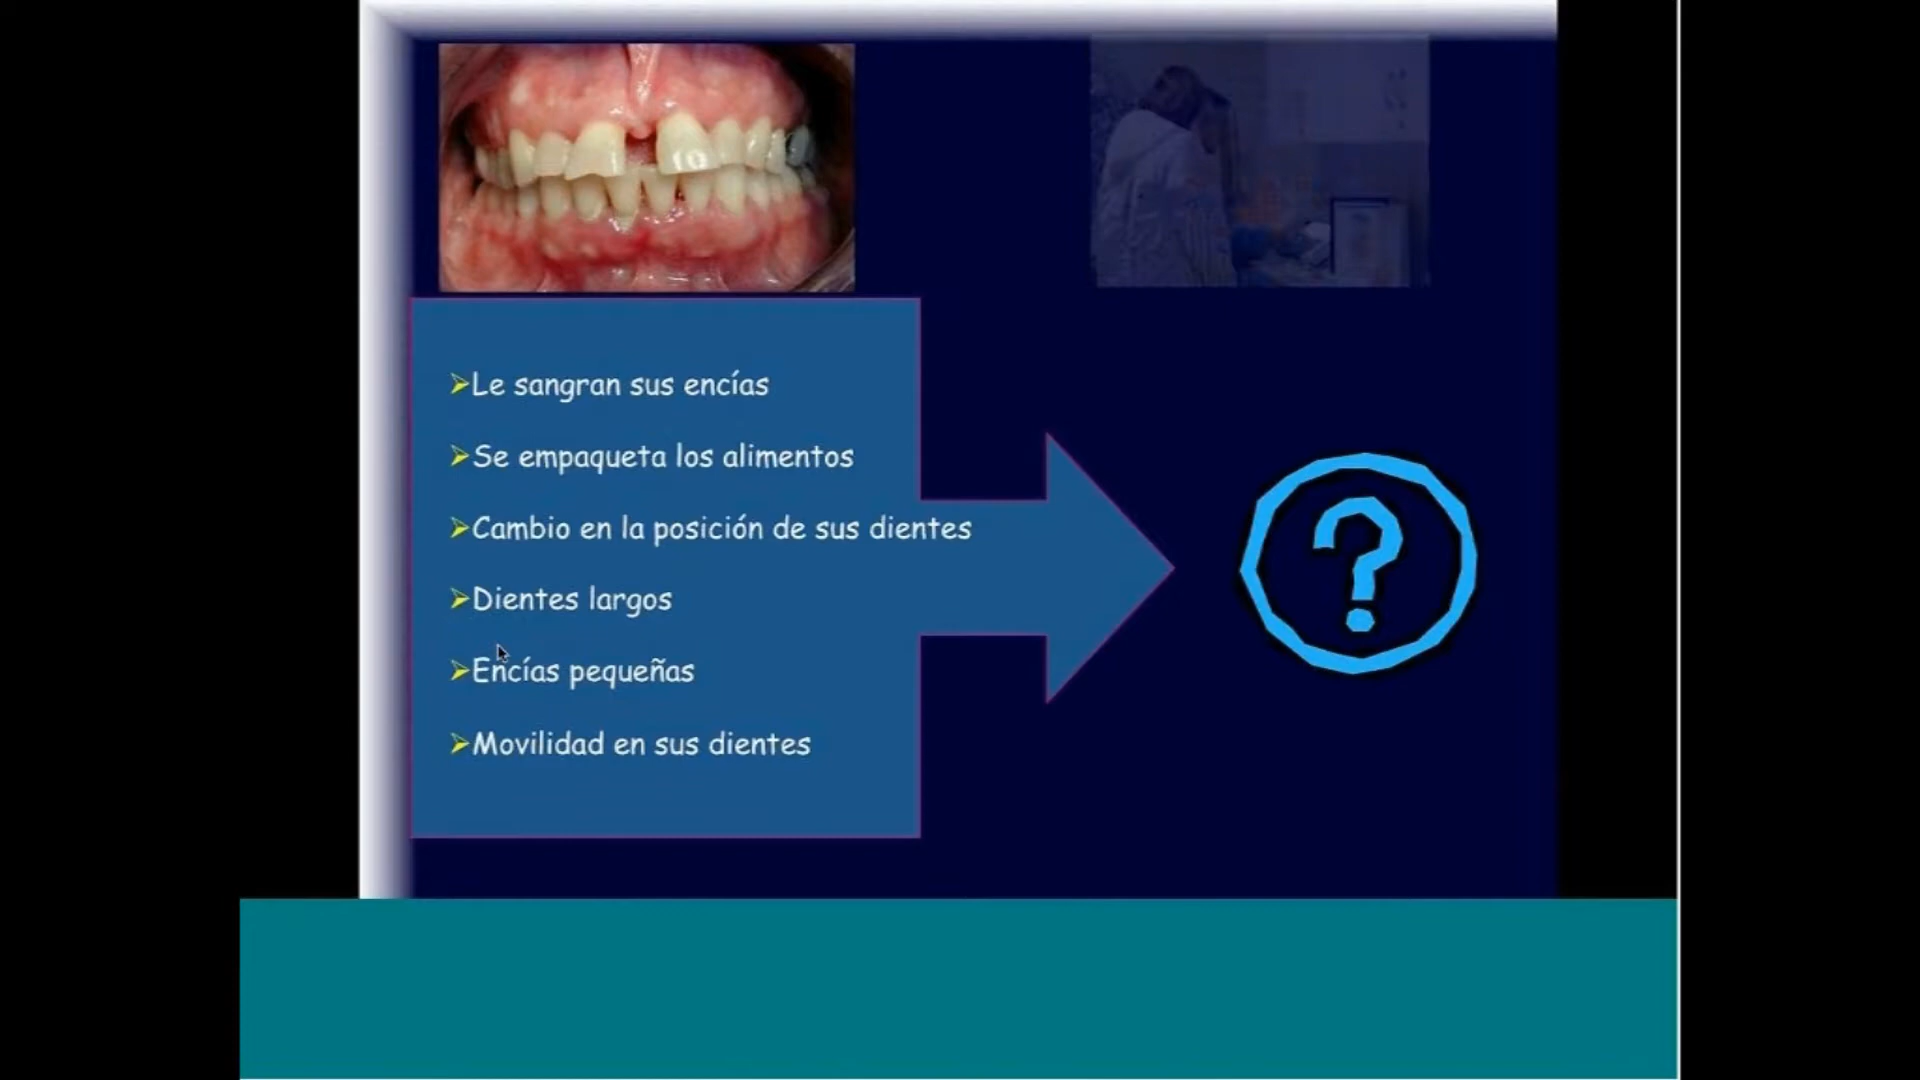 Le sangran sus encías
Se empaqueta los alimentos
Cambio en la posición de sus dientes
Dientes largos
Encías pequeñas
Movilidad en sus dientes
?